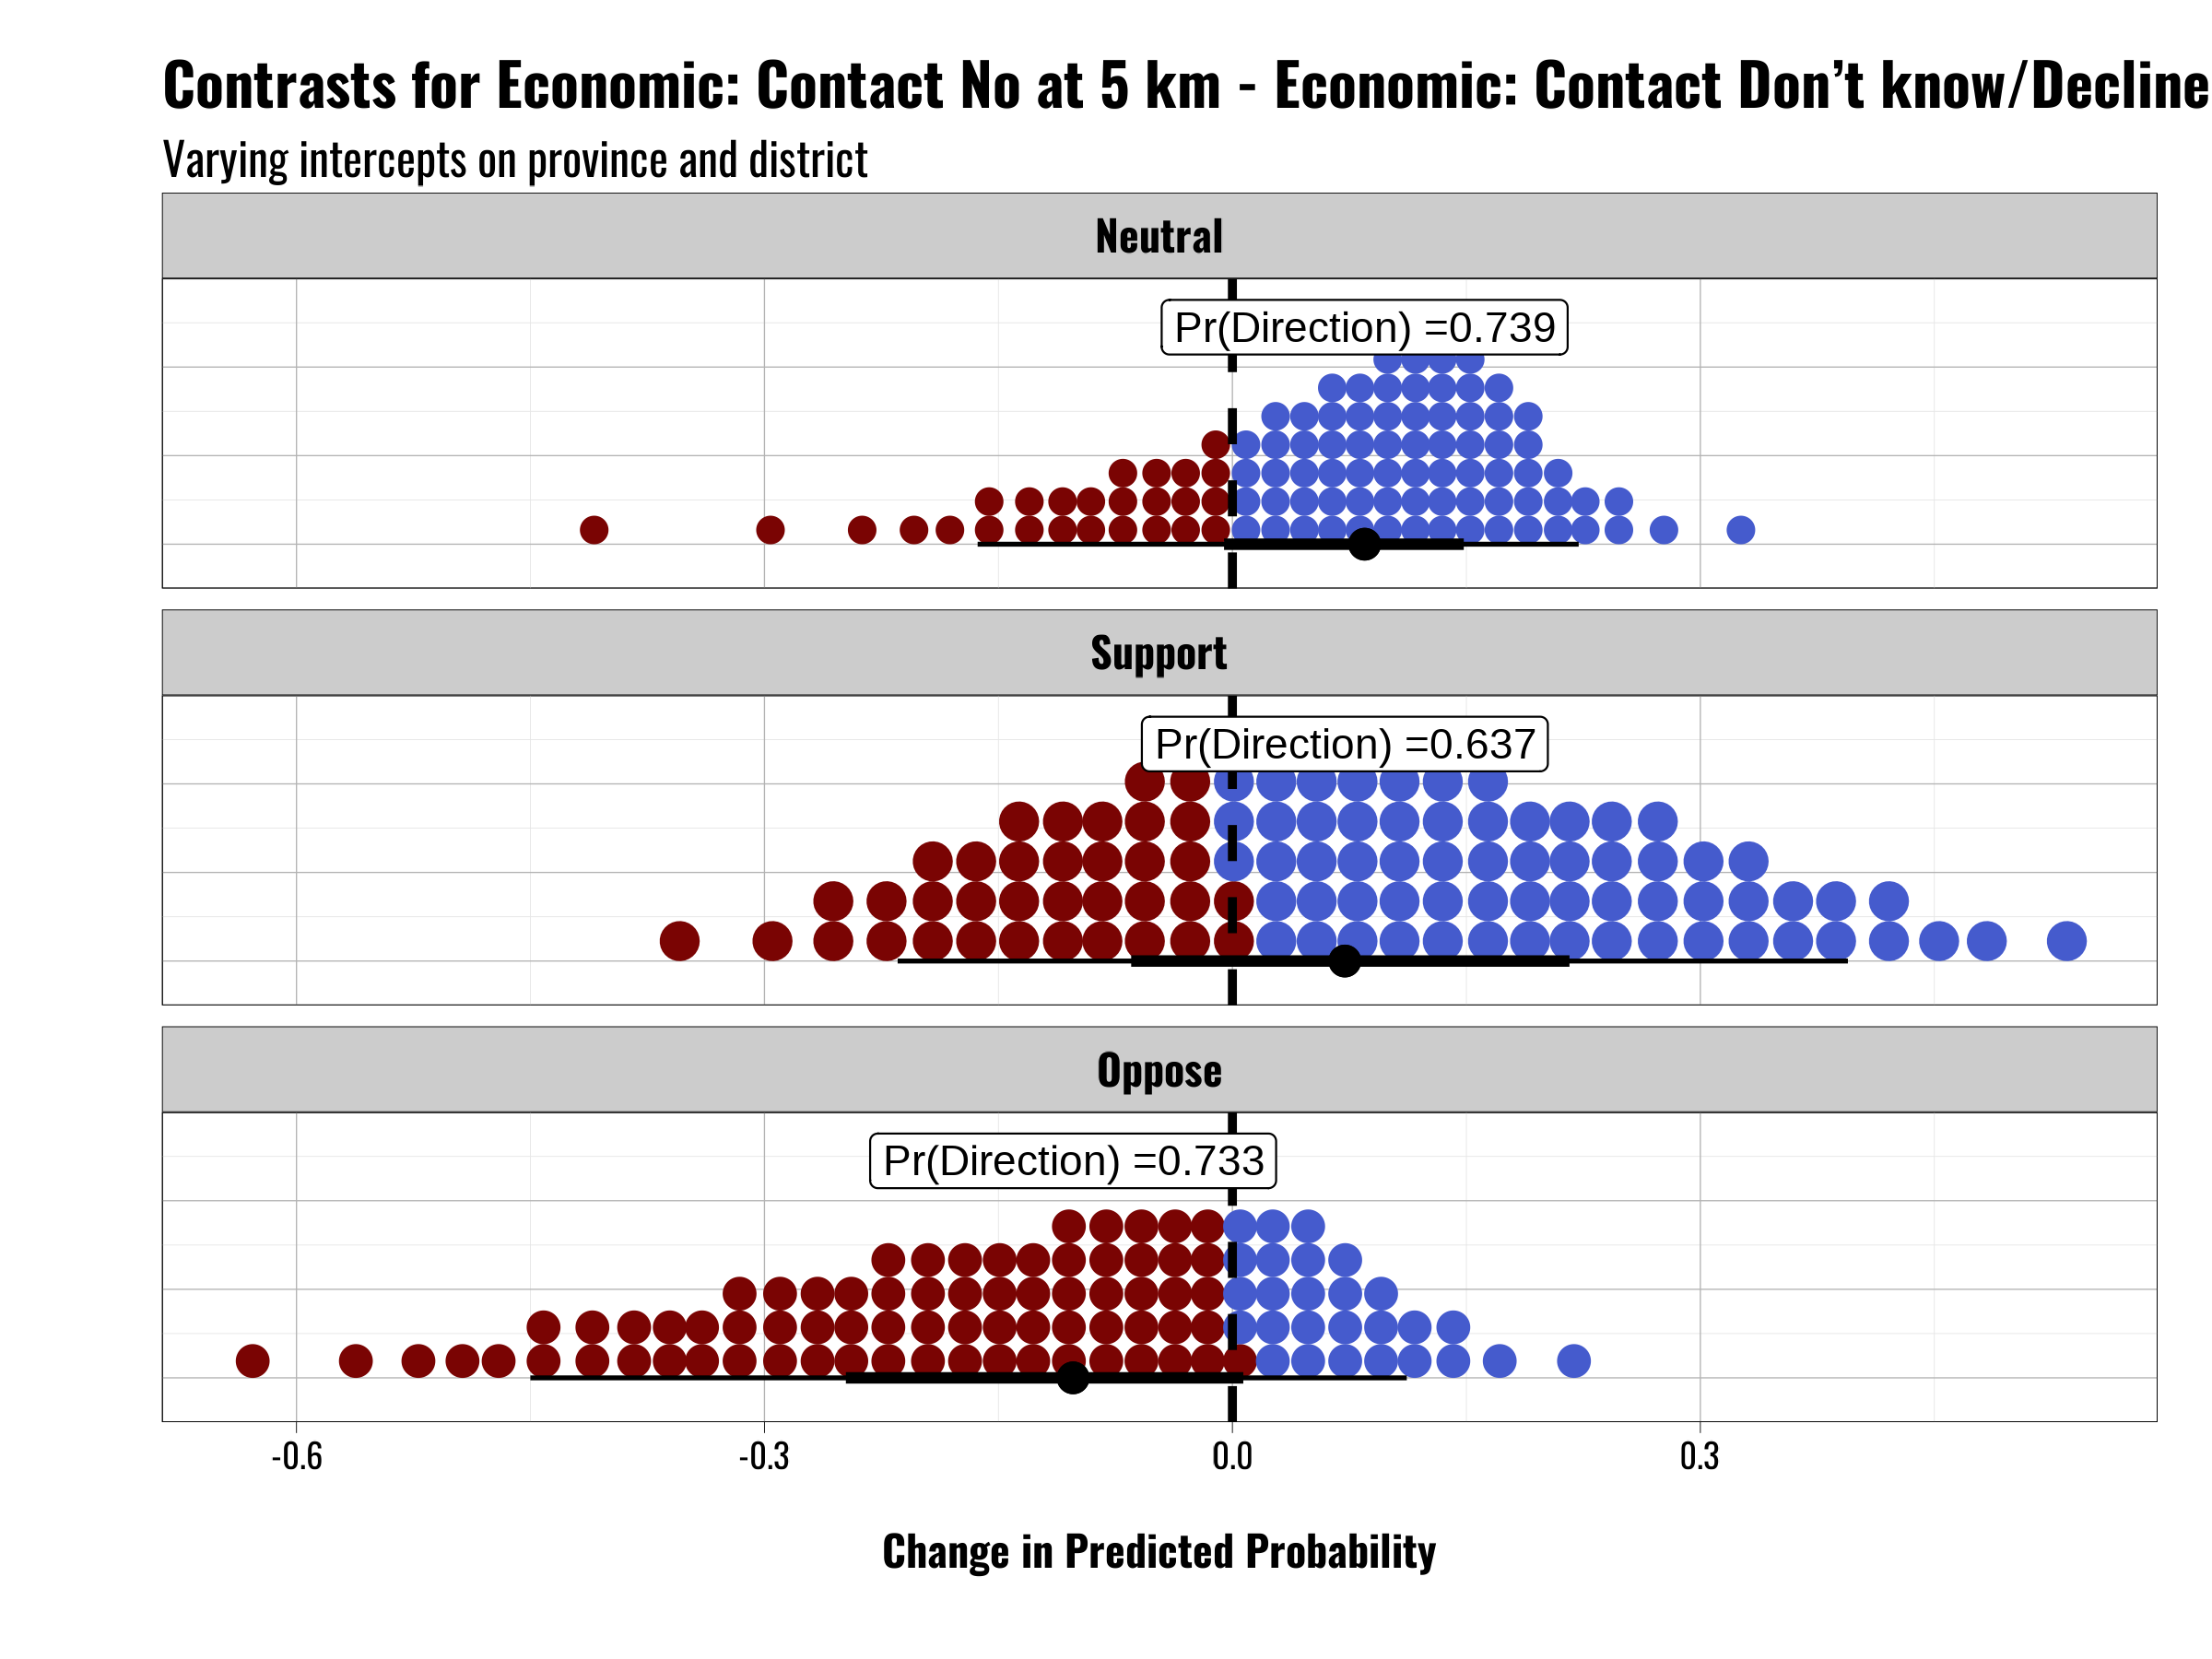 Contrasts for Economic: Contact No at 5 km - Economic: Contact Don’t know/Decline
Varying intercepts on province and district
Neutral
Pr(Direction) =0.739
Support
Pr(Direction) =0.637
Oppose
Pr(Direction) =0.733
-0.6 -0.3 0.0 0.3
Change in Predicted Probability